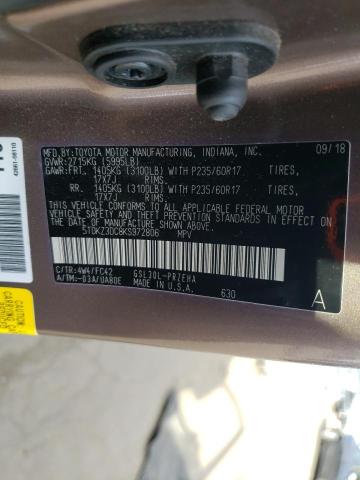 MFD. BY: TOYOTA MOTOR MANUFACTURING, INDIANA, INC. 09/18
GVWR: 2715KG (5995LB)
GAWR: FRT. 1405KG (3100LB) WITH P235/60R17 TIRES,
17X7J RIMS,
RR. 1405KG (3100LB) WITH P235/60R17 TIRES,
17X7J RIMS,
THIS VEHICLE CONFORMS TO ALL APPLICABLE FEDERAL MOTOR
VEHICLE SAFETY AND THEFT PREVENTION STANDARDS IN EFFECT
ON THE DATE OF MANUFACTURE SHOWN ABOVE.
5TDKZ3DC8KS972806 MPV
C/TR: 4W4/FC42 GSL30L-PRZEHA
A/TM: -03A/UA80E MADE IN U.S.A. 630 A